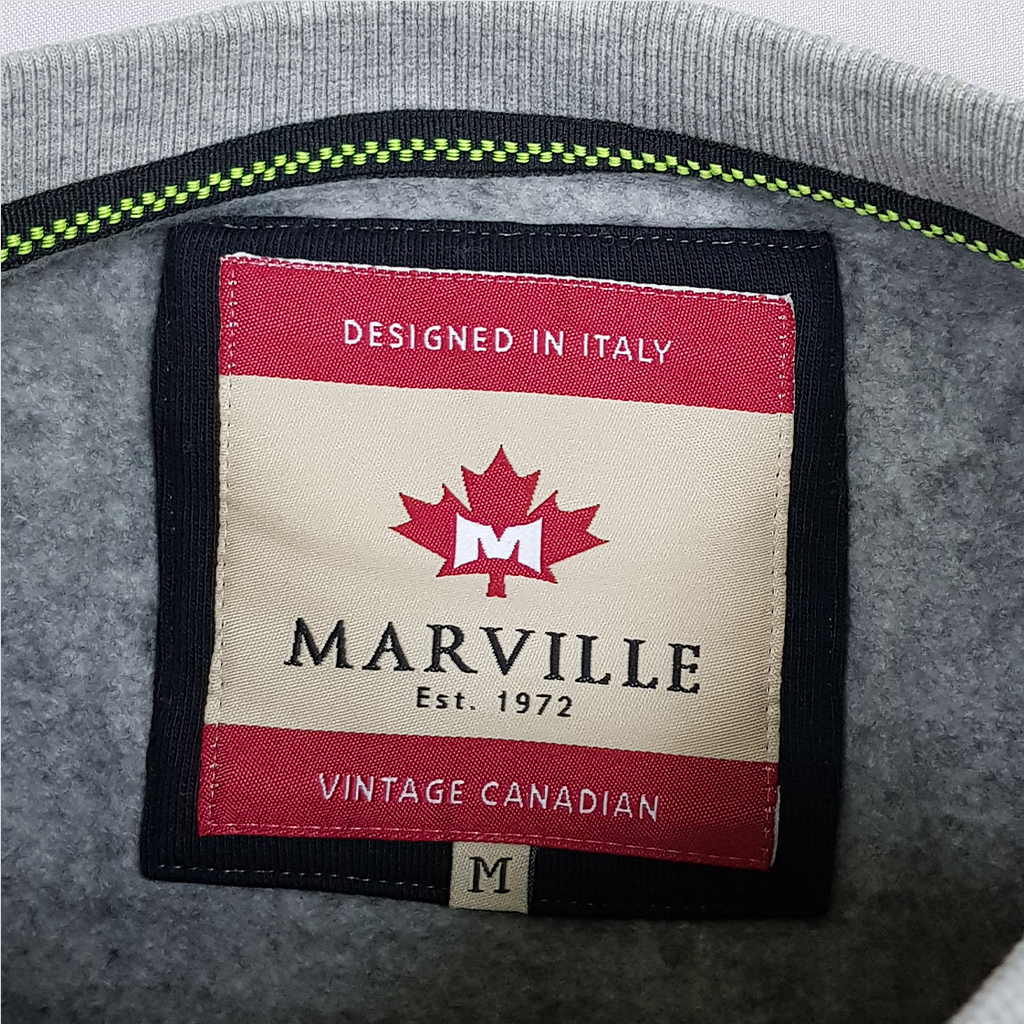 DESIGNED IN ITALY
M
MARVILLE
Est. 1972
VINTAGE CANADIAN
M